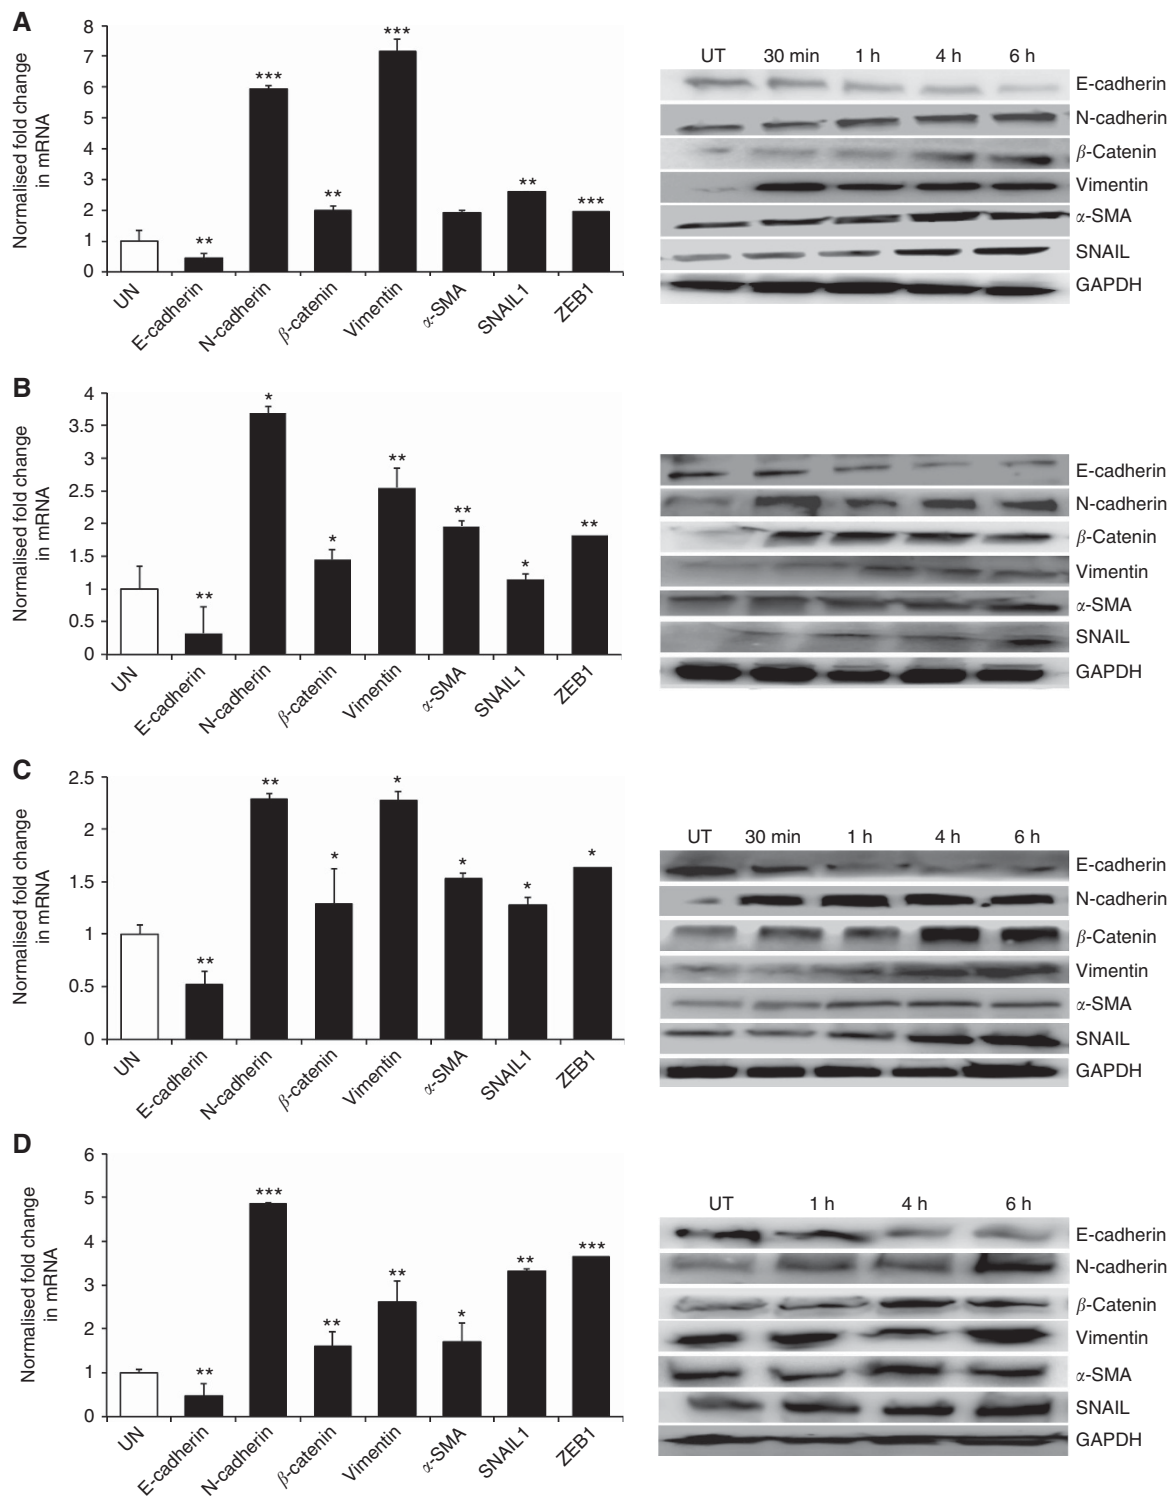 A
Normalised fold change
in mRNA
8
7
6
5
4
3
2
1
0
**
***
**
***
**
***
UN
E-cadherin
N-cadherin
β-catenin
Vimentin
α-SMA
SNAIL1
ZEB1
UT 30 min 1 h 4 h 6 h
E-cadherin
N-cadherin
β-Catenin
Vimentin
α-SMA
SNAIL
GAPDH
B
Normalised fold change
in mRNA
4
3.5
3
2.5
2
1.5
1
0.5
0
**
*
*
**
**
*
**
UN
E-cadherin
N-cadherin
β-catenin
Vimentin
α-SMA
SNAIL1
ZEB1
E-cadherin
N-cadherin
β-Catenin
Vimentin
α-SMA
SNAIL
GAPDH
C
Normalised fold change
in mRNA
2.5
2
1.5
1
0.5
0
**
**
*
*
*
*
*
UN
E-cadherin
N-cadherin
β-catenin
Vimentin
α-SMA
SNAIL1
ZEB1
UT 30 min 1 h 4 h 6 h
E-cadherin
N-cadherin
β-Catenin
Vimentin
α-SMA
SNAIL
GAPDH
D
Normalised fold change
in mRNA
6
5
4
3
2
1
0
**
***
**
**
*
**
***
UN
E-cadherin
N-cadherin
β-catenin
Vimentin
α-SMA
SNAIL1
ZEB1
UT 1 h 4 h 6 h
E-cadherin
N-cadherin
β-Catenin
Vimentin
α-SMA
SNAIL
GAPDH